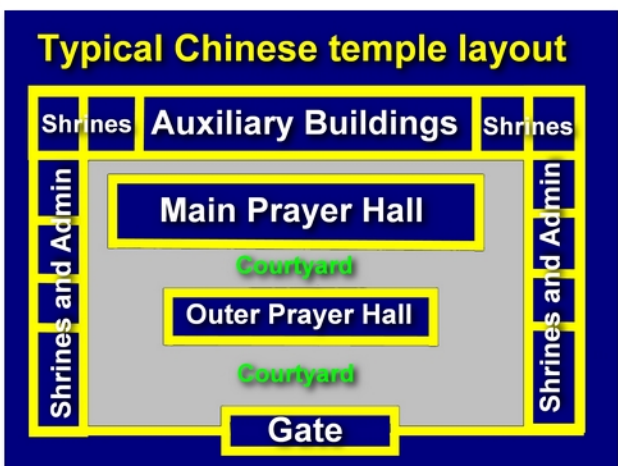 Typical Chinese temple layout
Shrines
Auxiliary Buildings
Shrines
Shrines and Admin
Main Prayer Hall
Shrines and Admin
Courtyard
Outer Prayer Hall
Courtyard
Gate